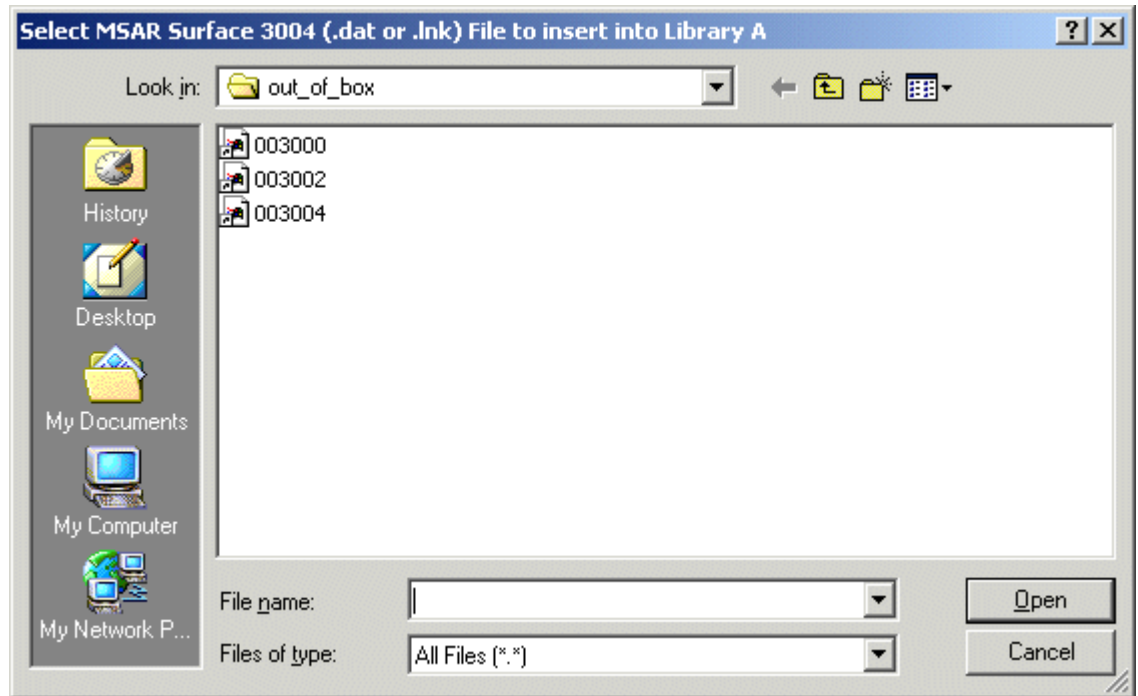 Select MSAR Surface 3004 (.dat or .lnk) File to insert into Library A
Look in: out_of_box
003000
003002
003004
History
Desktop
My Documents
My Computer
My Network P...
File name: Open
Files of type: All Files (*.*) Cancel